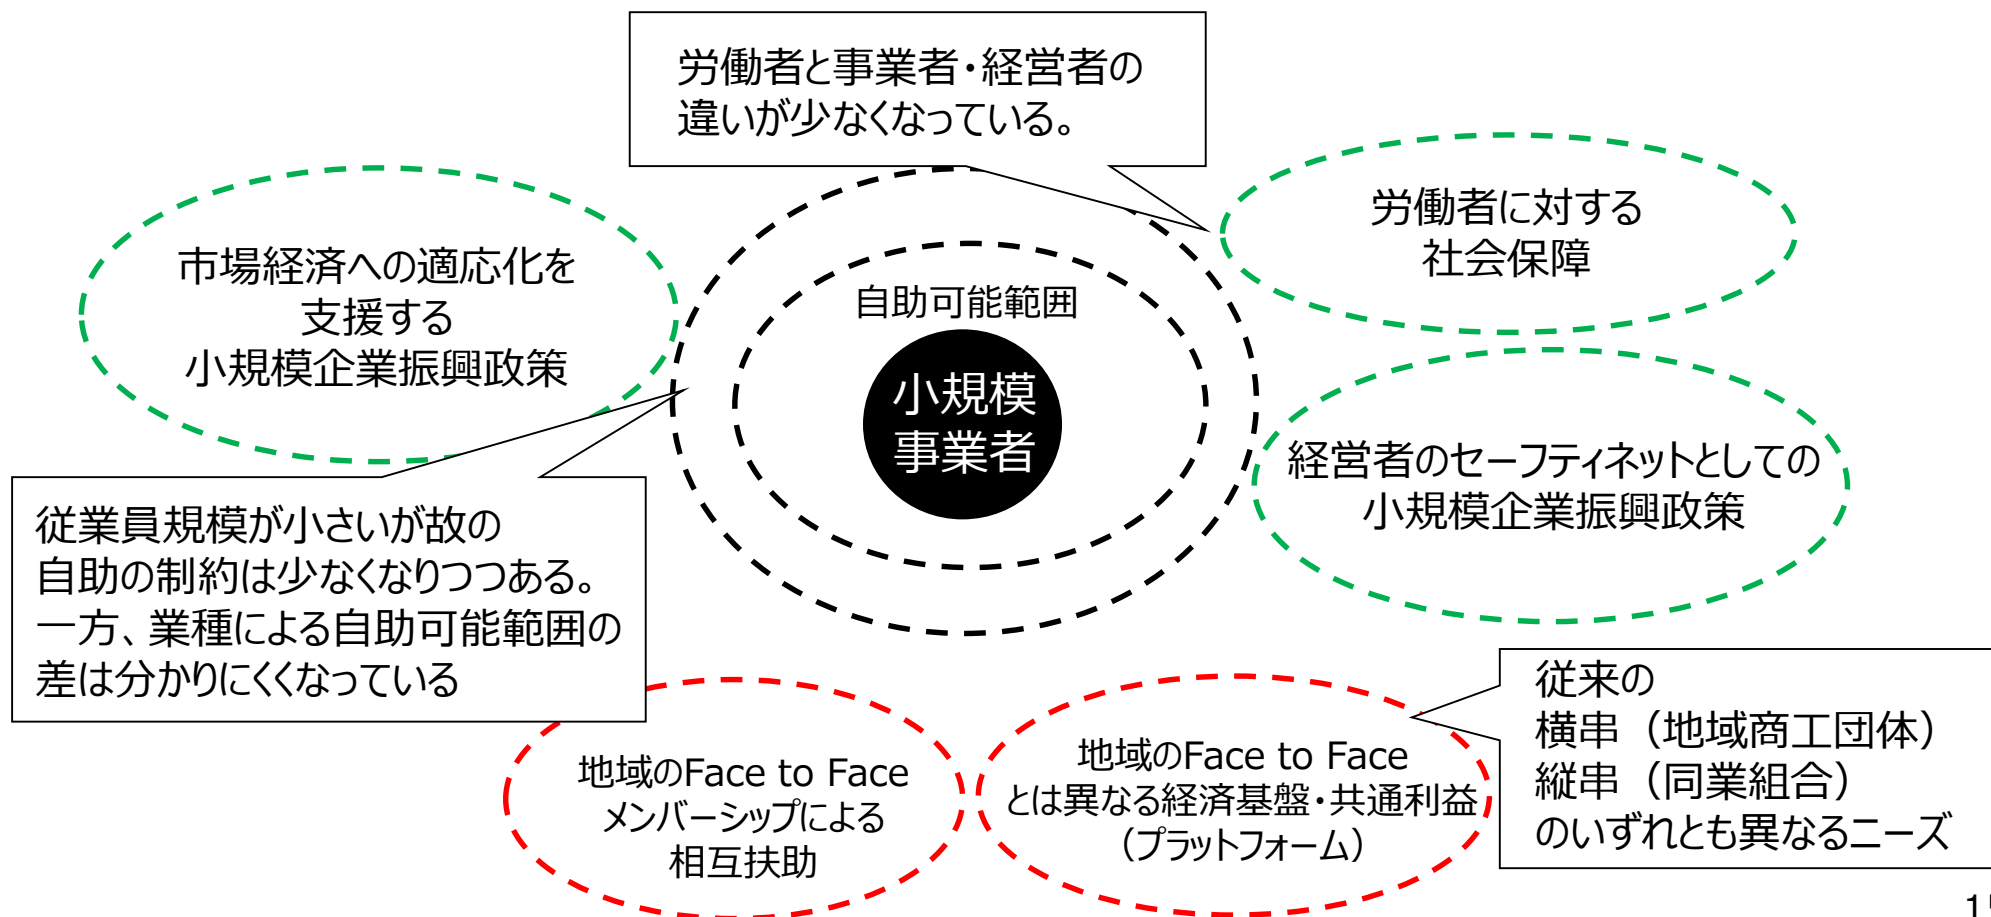 労働者と事業者・経営者の
違いが少なくなっている。
労働者に対する
社会保障
市場経済への適応化を
支援する
小規模企業振興政策
自助可能範囲
小規模
事業者
経営者のセーフティネットとしての
小規模企業振興政策
従業員規模が小さいが故の
自助の制約は少なくなりつつある。
一方、業種による自助可能範囲の
差は分かりにくくなっている
地域のFace to Face
メンバーシップによる
相互扶助
地域のFace to Face
とは異なる経済基盤・共通利益
（プラットフォーム）
従来の
横串（地域商工団体）
縦串（同業組合）
のいずれとも異なるニーズ